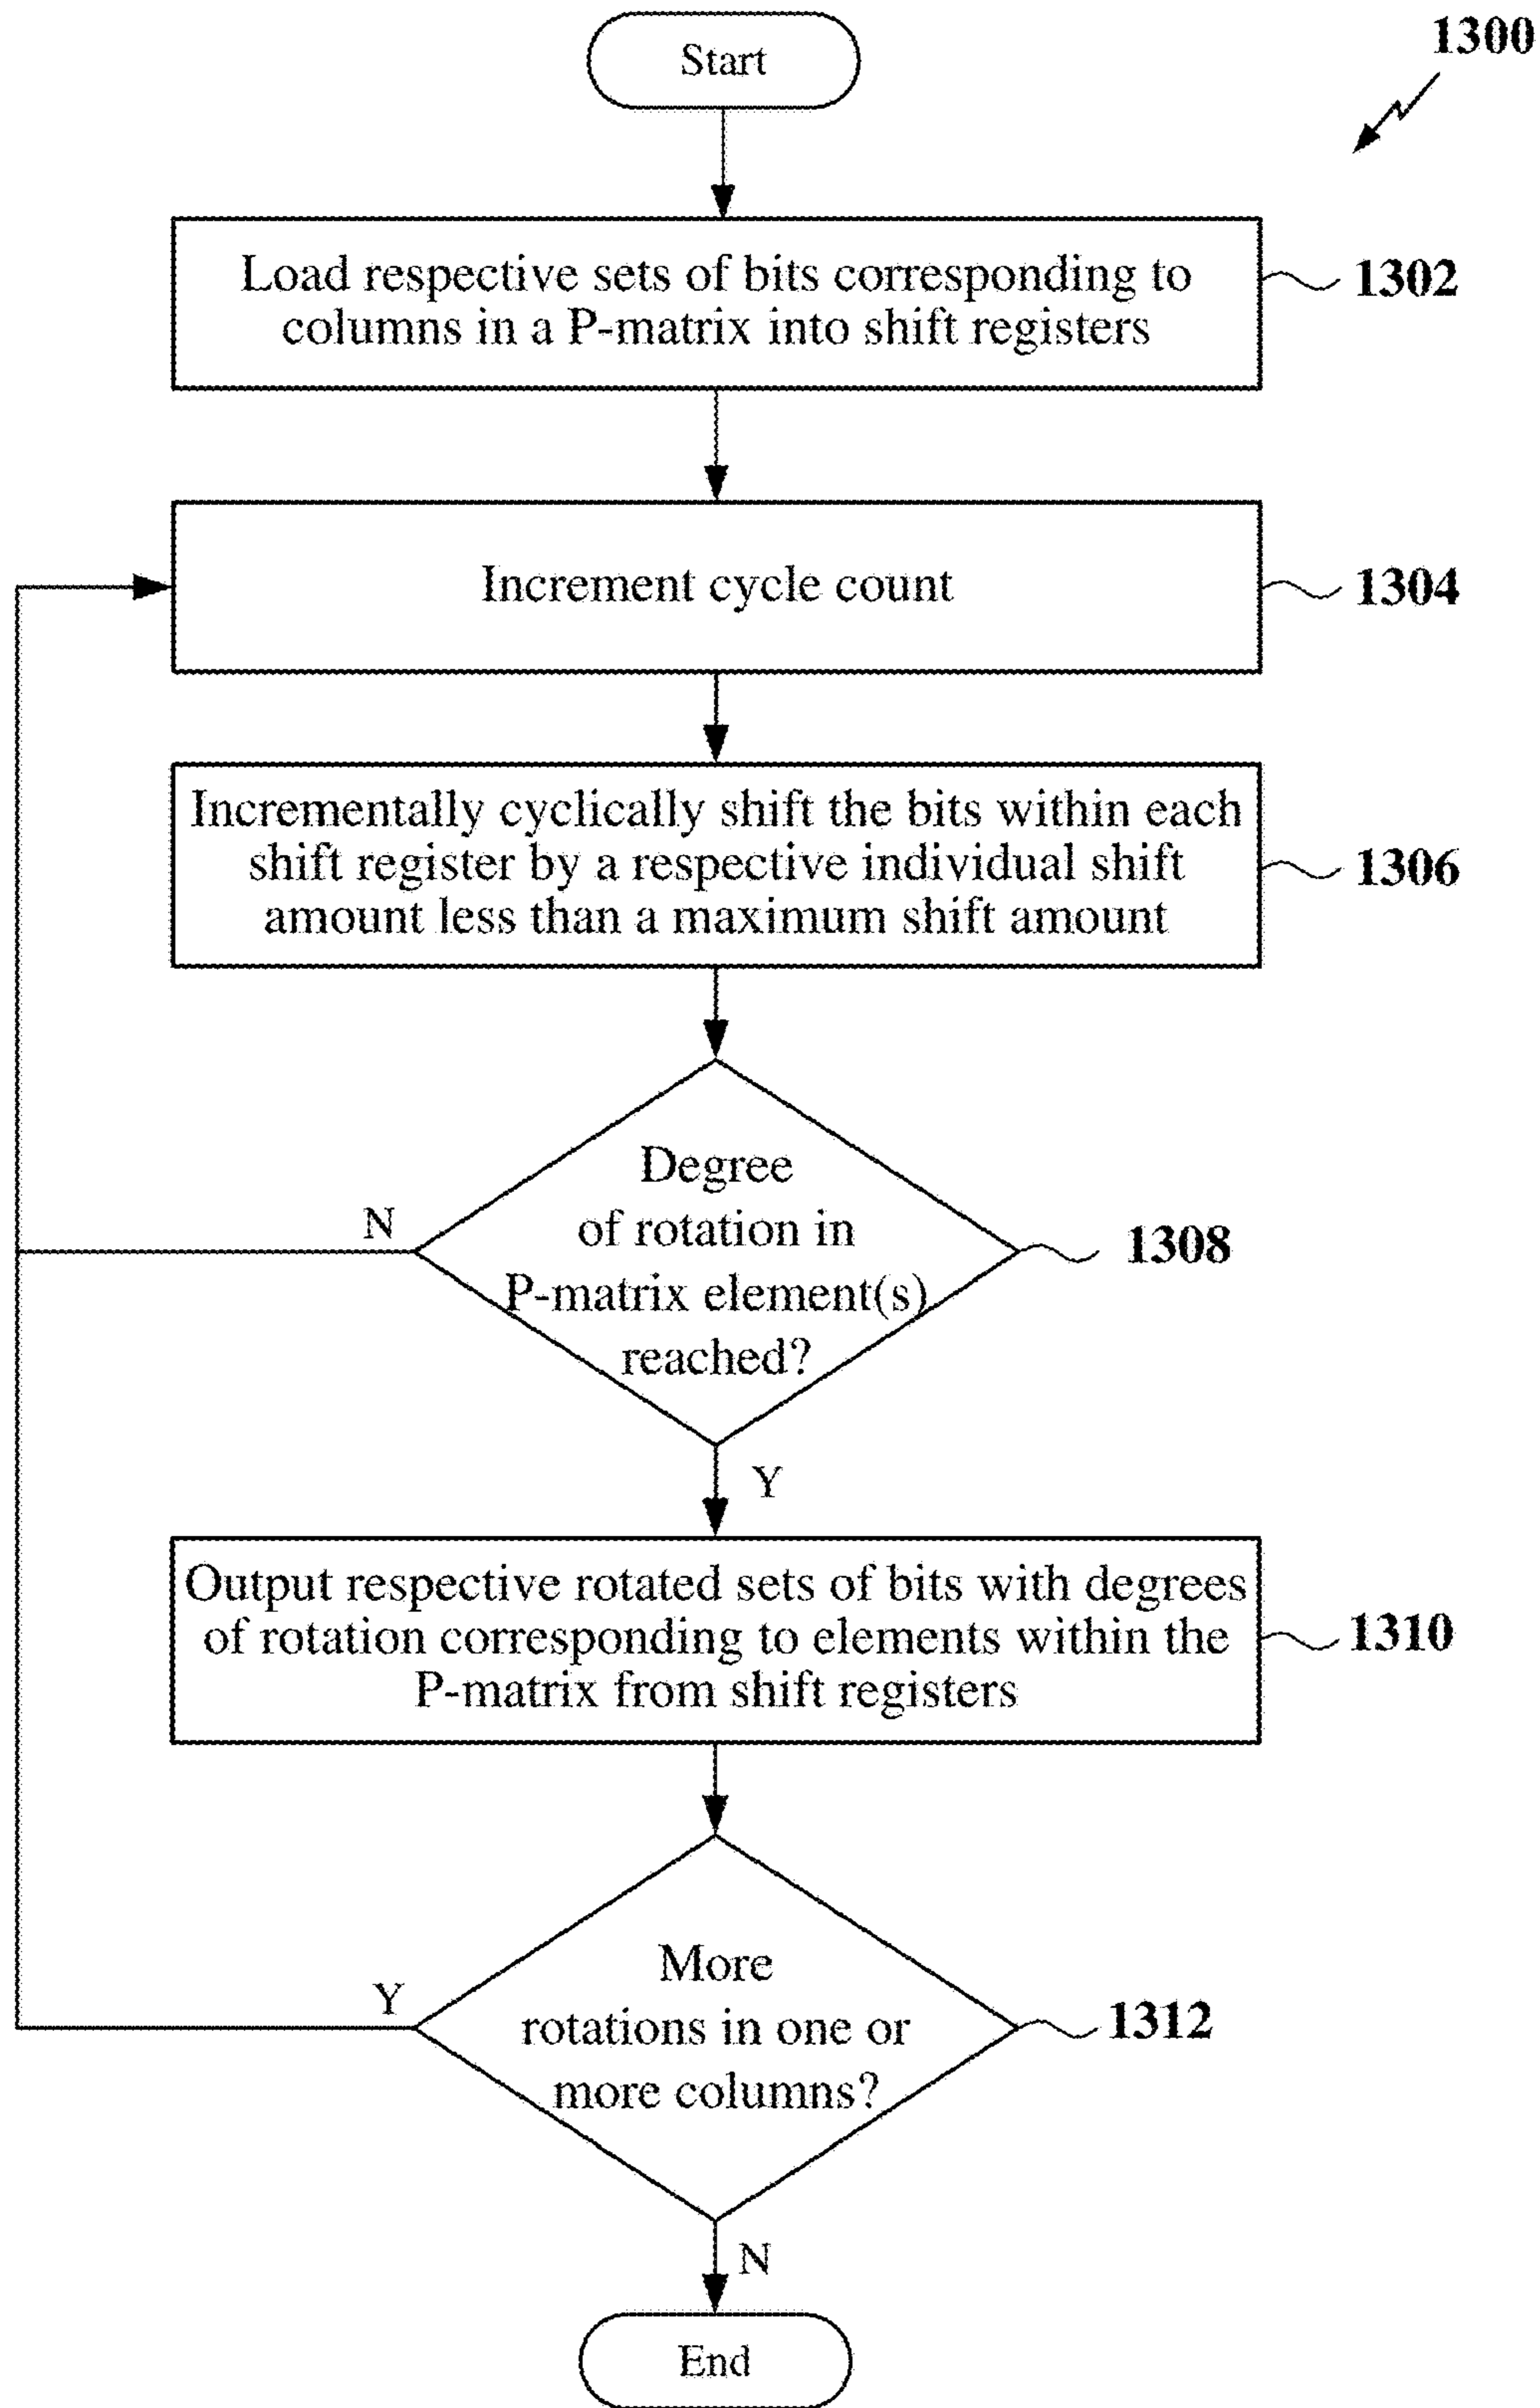 1300
Start
Load respective sets of bits corresponding to
columns in a P-matrix into shift registers
1302
Increment cycle count
1304
Incrementally cyclically shift the bits within each
shift register by a respective individual shift
amount less than a maximum shift amount
1306
Degree
of rotation in
P-matrix element(s)
reached?
1308
N
Y
Output respective rotated sets of bits with degrees
of rotation corresponding to elements within the
P-matrix from shift registers
1310
More
rotations in one or
more columns?
1312
Y
N
End